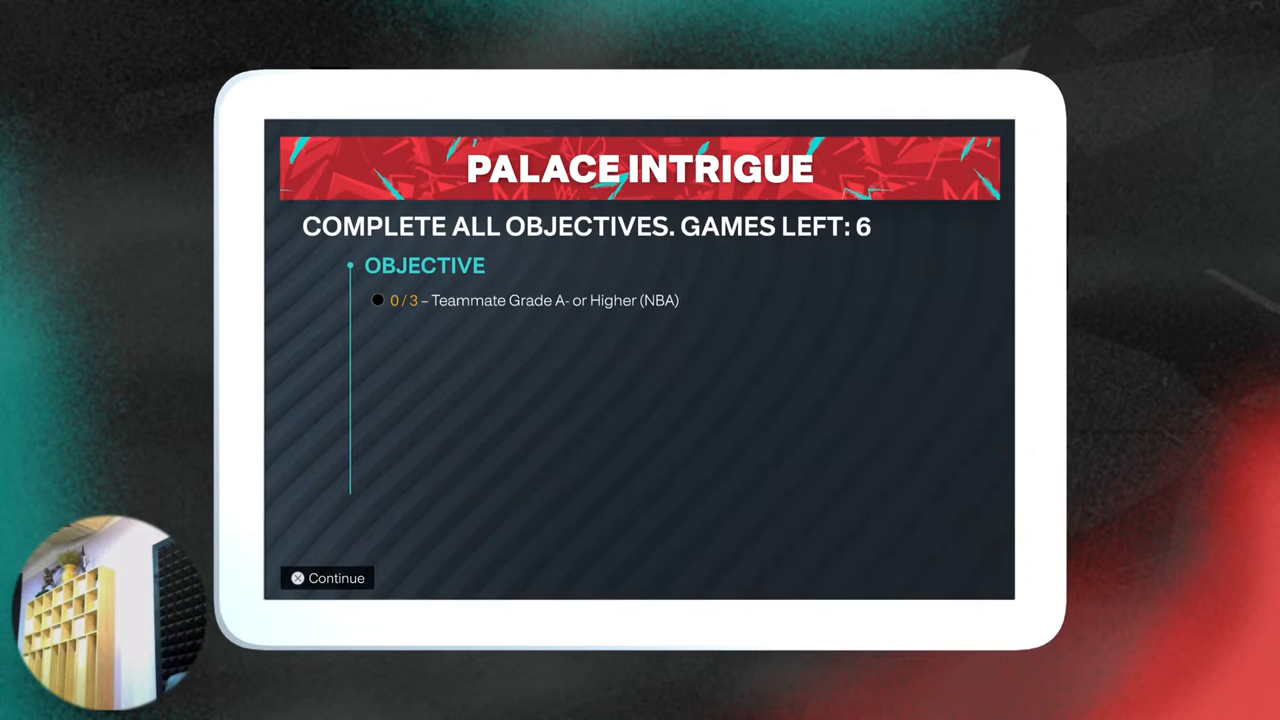 PALACE INTRIGUE
COMPLETE ALL OBJECTIVES. GAMES LEFT: 6
OBJECTIVE
0 / 3 – Teammate Grade A- or Higher (NBA)
Continue